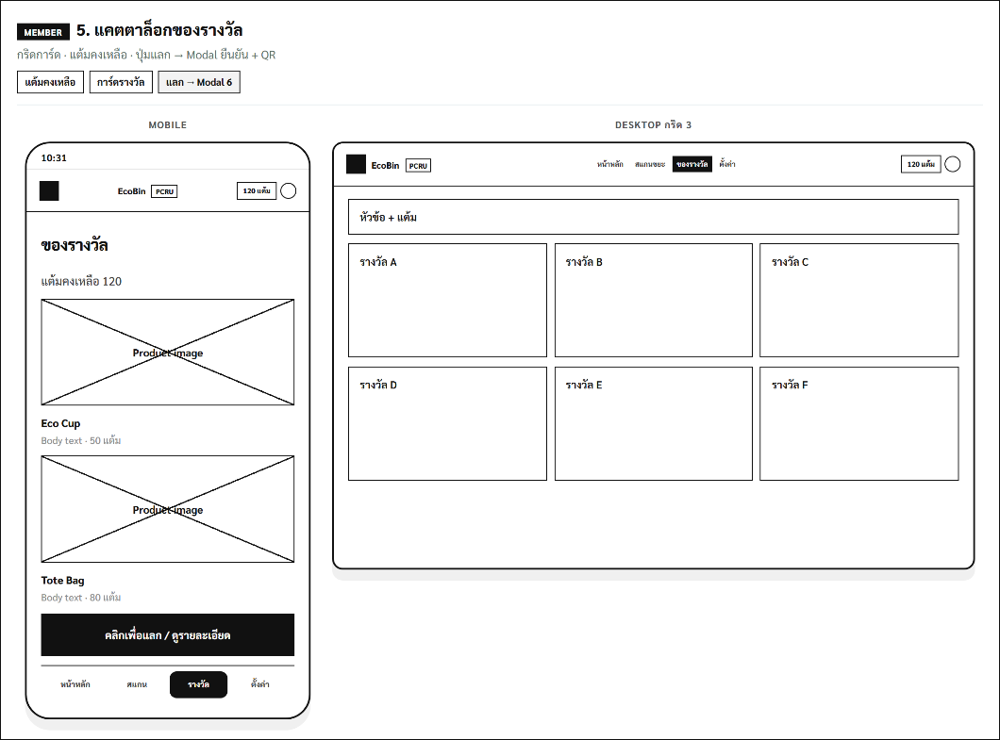 MEMBER 5. แคตตาล็อกของรางวัล
กริดการ์ด · แต้มคงเหลือ · ปุ่มแลก → Modal ยืนยัน + QR
แต้มคงเหลือ การ์ดรางวัล แลก → Modal 6
MOBILE
10:31
EcoBin PCRU 120 แต้ม
ของรางวัล
แต้มคงเหลือ 120
Product image
Eco Cup
Body text · 50 แต้ม
Product image
Tote Bag
Body text · 80 แต้ม
คลิกเพื่อแลก / ดูรายละเอียด
หน้าหลัก สแกน รางวัล ตั้งค่า
DESKTOP กริด 3
EcoBin PCRU หน้าหลัก สแกนขยะ ของรางวัล ตั้งค่า 120 แต้ม
หัวข้อ + แต้ม
รางวัล A รางวัล B รางวัล C
รางวัล D รางวัล E รางวัล F